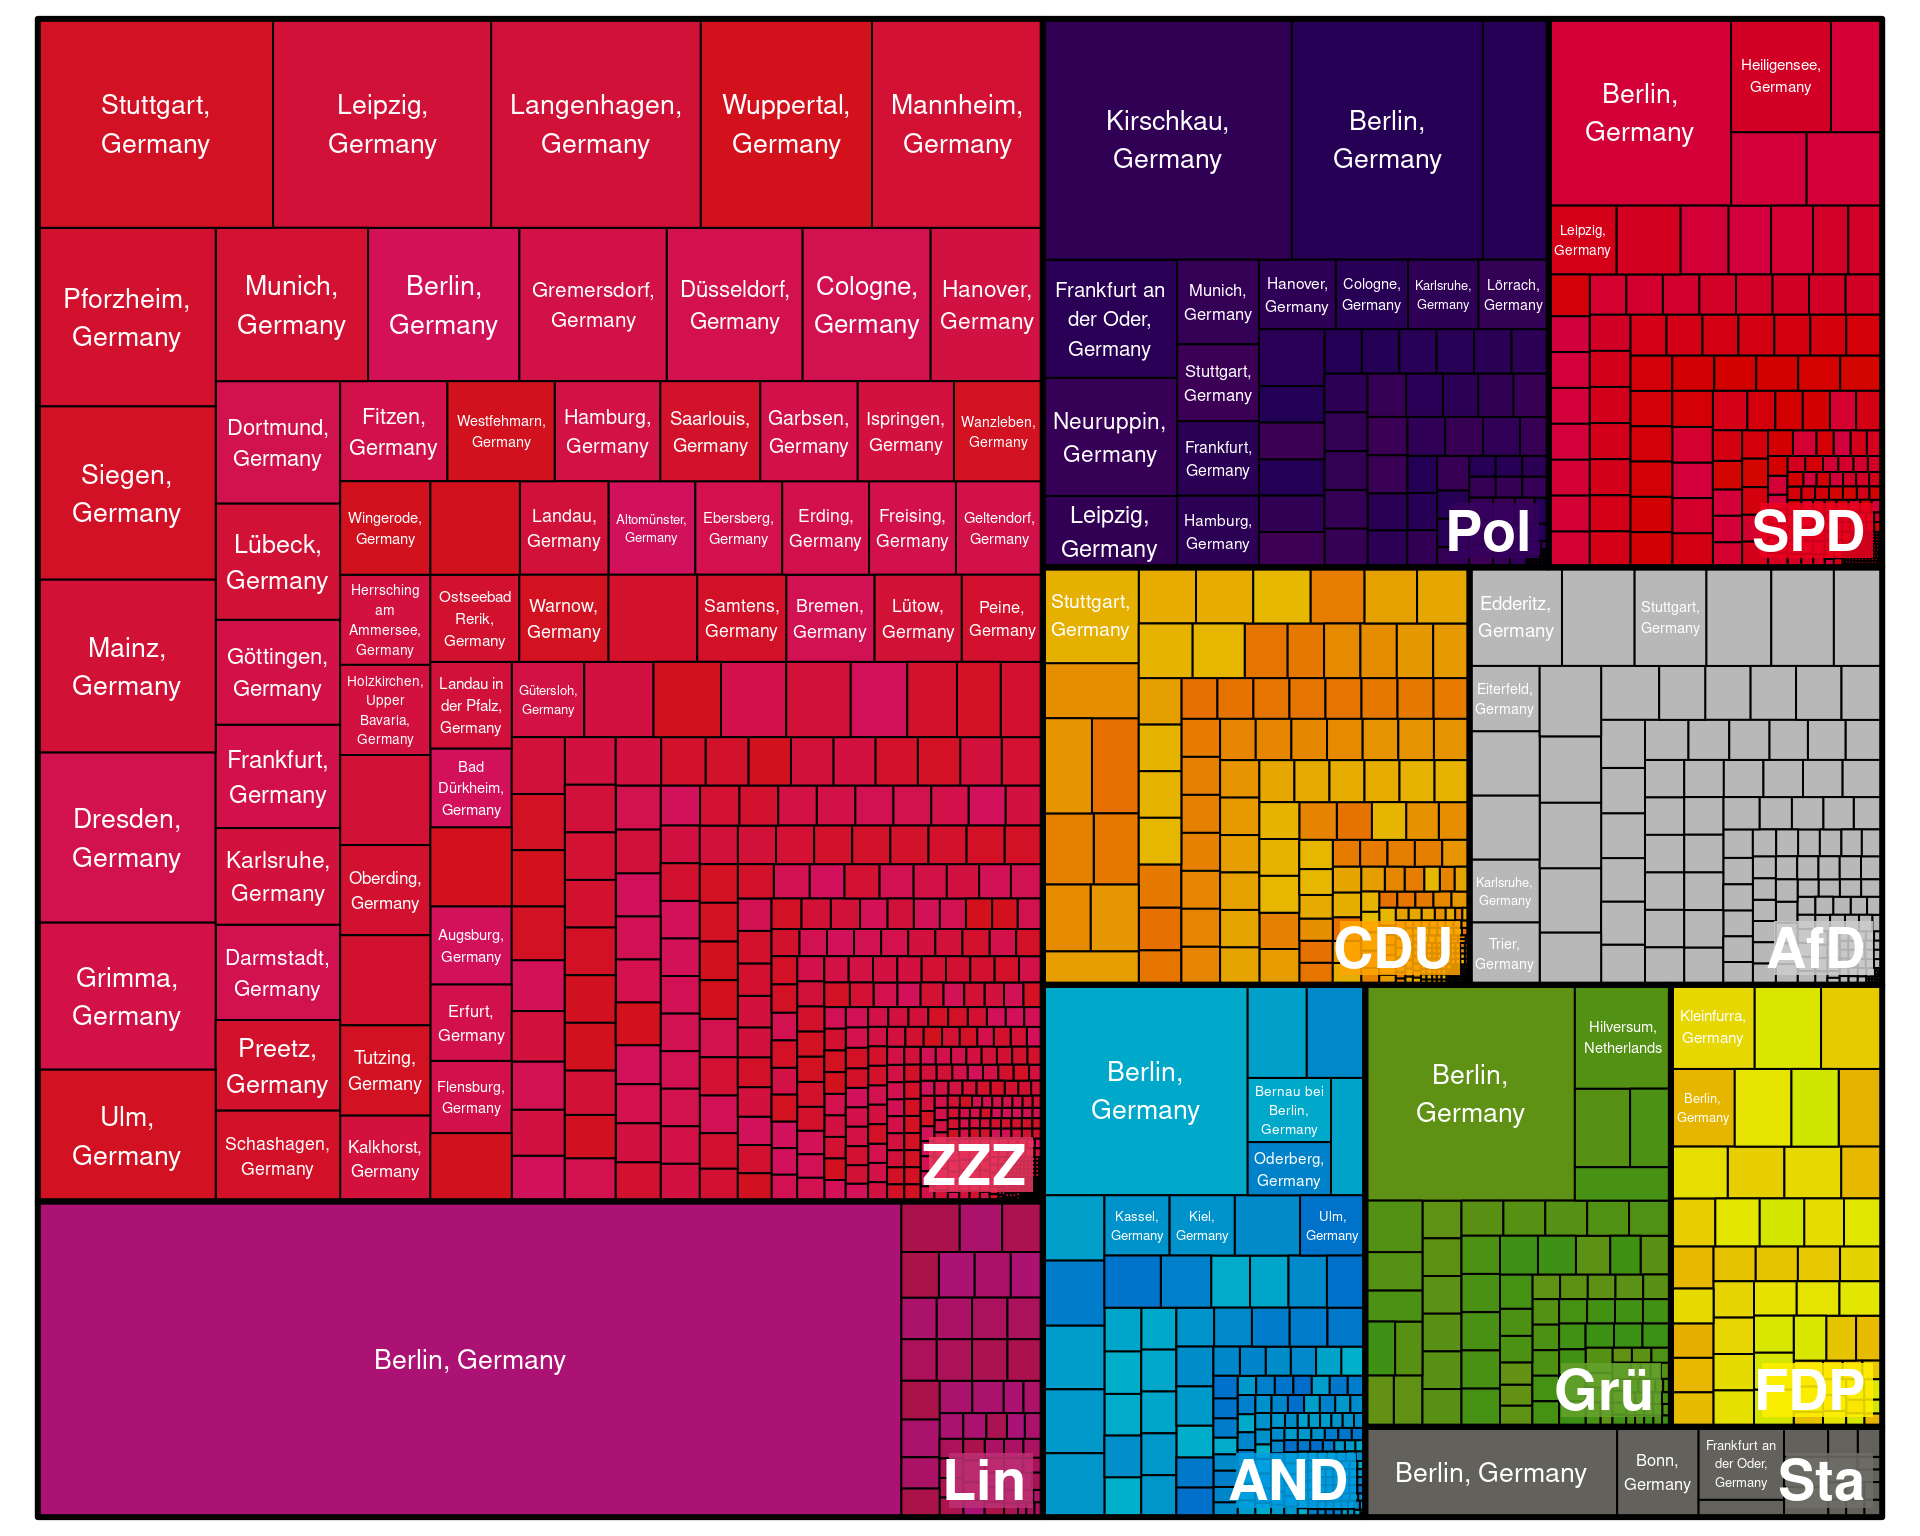 Stuttgart,
Germany
Leipzig,
Germany
Langenhagen,
Germany
Wuppertal,
Germany
Mannheim,
Germany
Pforzheim,
Germany
Munich,
Germany
Berlin,
Germany
Gremersdorf,
Germany
Düsseldorf,
Germany
Cologne,
Germany
Hanover,
Germany
Siegen,
Germany
Dortmund,
Germany
Fitzen,
Germany
Westfehmarn,
Germany
Hamburg,
Germany
Saarlouis,
Germany
Garbsen,
Germany
Ispringen,
Germany
Wanzleben,
Germany
Lübeck,
Germany
Wingerode,
Germany
Landau,
Germany
Altomünster,
Germany
Ebersberg,
Germany
Erding,
Germany
Freising,
Germany
Geltendorf,
Germany
Mainz,
Germany
Göttingen,
Germany
Herrsching
am
Ammersee,
Germany
Ostseebad
Rerik,
Germany
Warnow,
Germany
Samtens,
Germany
Bremen,
Germany
Lütow,
Germany
Peine,
Germany
Holzkirchen,
Upper
Bavaria,
Germany
Landau in
der Pfalz,
Germany
Gütersloh,
Germany
Dresden,
Germany
Frankfurt,
Germany
Bad
Dürkheim,
Germany
Karlsruhe,
Germany
Oberding,
Germany
Grimma,
Germany
Darmstadt,
Germany
Augsburg,
Germany
Erfurt,
Germany
Preetz,
Germany
Tutzing,
Germany
Flensburg,
Germany
Ulm,
Germany
Schashagen,
Germany
Kalkhorst,
Germany
ZZZ
Berlin, Germany
Lin
Kirschkau,
Germany
Berlin,
Germany
Frankfurt an
der Oder,
Germany
Munich,
Germany
Hanover,
Germany
Cologne,
Germany
Karlsruhe,
Germany
Lörrach,
Germany
Stuttgart,
Germany
Neuruppin,
Germany
Frankfurt,
Germany
Leipzig,
Germany
Hamburg,
Germany
Pol
Berlin,
Germany
Heiligensee,
Germany
Leipzig,
Germany
SPD
Stuttgart,
Germany
CDU
Edderitz,
Germany
Stuttgart,
Germany
Eiterfeld,
Germany
Karlsruhe,
Germany
Trier,
Germany
AfD
Berlin,
Germany
Bernau bei
Berlin,
Germany
Oderberg,
Germany
Kassel,
Germany
Kiel,
Germany
Ulm,
Germany
AND
Berlin,
Germany
Hilversum,
Netherlands
Grü
Kleinfurra,
Germany
Berlin,
Germany
FDP
Berlin, Germany
Bonn,
Germany
Frankfurt an
der Oder,
Germany
Sta